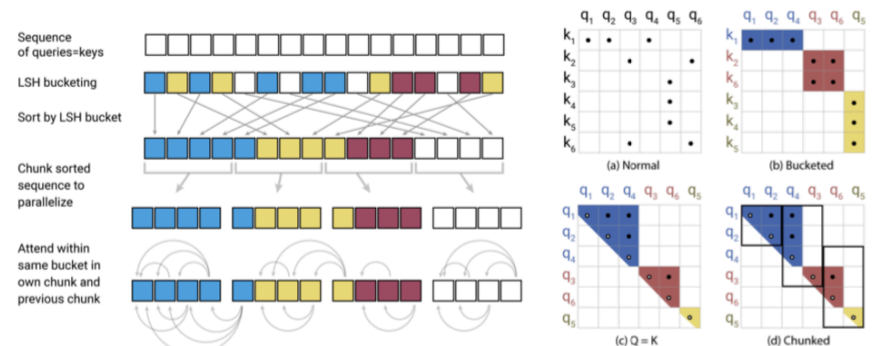 Sequence
of queries=keys
LSH bucketing
Sort by LSH bucket
Chunk sorted
sequence to
parallelize
Attend within
same bucket in
own chunk and
previous chunk
q₁ q₂ q₃ q₄ q₅ q₆
k₁
k₂
k₃
k₄
k₅
k₆
(a) Normal
q₁ q₂ q₄ q₃ q₆ q₅
k₁
k₂
k₆
k₃
k₄
k₅
(b) Bucketed
q₁ q₂ q₄ q₃ q₆ q₅
q₁
q₂
q₄
q₃
q₆
q₅
(c) Q = K
q₁ q₂ q₄ q₃ q₆ q₅
q₁
q₂
q₄
q₃
q₆
q₅
(d) Chunked